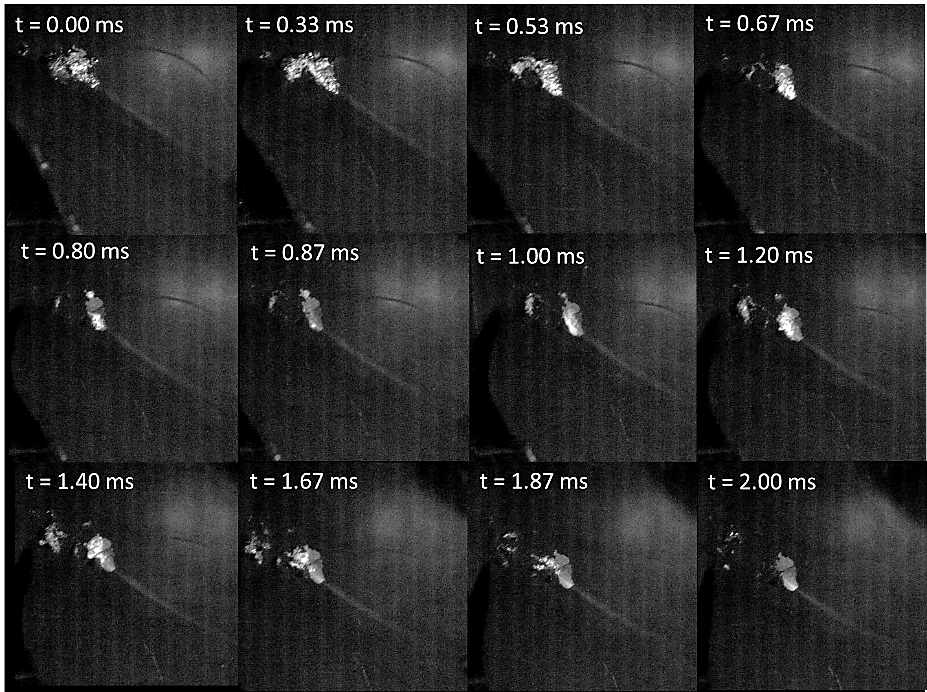 t = 0.00 ms
t = 0.33 ms
t = 0.53 ms
t = 0.67 ms
t = 0.80 ms
t = 0.87 ms
t = 1.00 ms
t = 1.20 ms
t = 1.40 ms
t = 1.67 ms
t = 1.87 ms
t = 2.00 ms